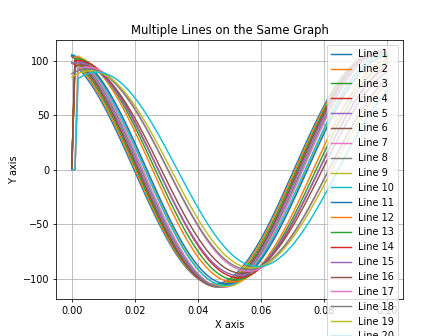 Multiple Lines on the Same Graph
Y axis
100
50
0
−50
−100
0.00
0.02
0.04
0.06
X axis
Line 1
Line 2
Line 3
Line 4
Line 5
Line 6
Line 7
Line 8
Line 9
Line 10
Line 11
Line 12
Line 13
Line 14
Line 15
Line 16
Line 17
Line 18
Line 19
Line 20